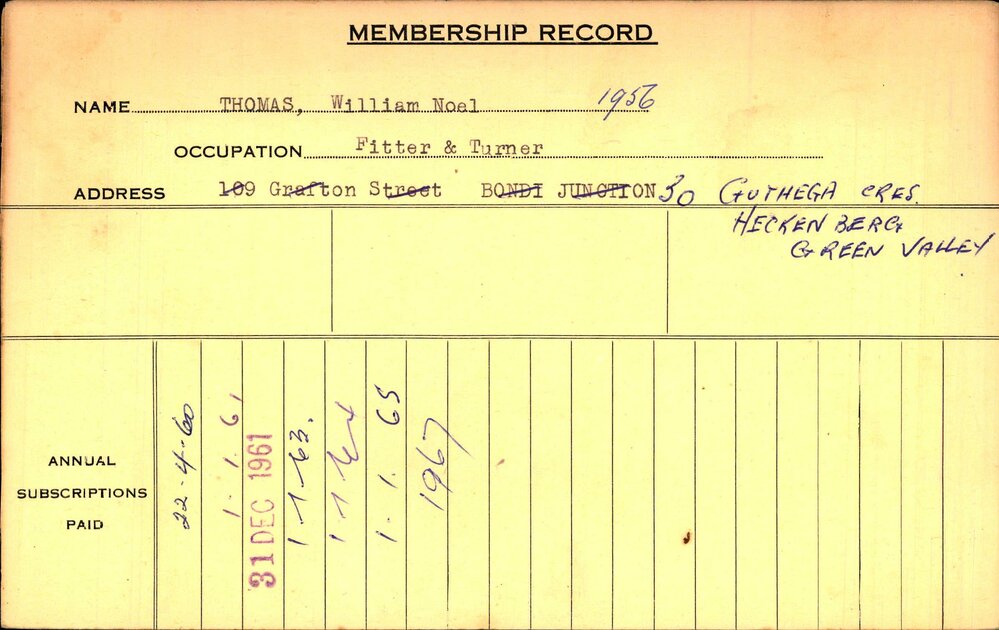 MEMBERSHIP RECORD
NAME THOMAS, William Noel 1956
OCCUPATION Fitter & Turner
ADDRESS 109 Grafton Street BONDI JUNCTION 30 GUTHEGA CRES.
HECKENBERG
GREEN VALLEY
ANNUAL
SUBSCRIPTIONS
PAID
22-4-60
1.1.61
31 DEC 1961
1-1-63.
1-1-64
1.1.65
1967